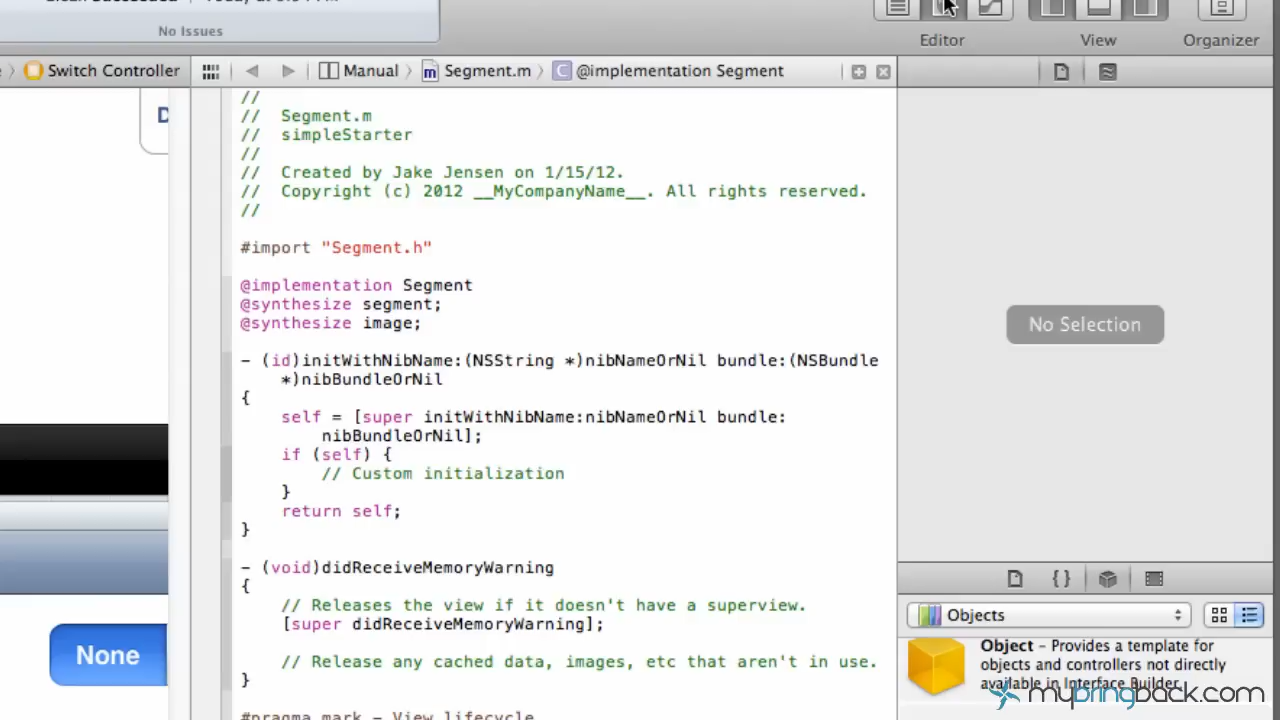 No Issues
Editor
View
Organizer
Switch Controller
Manual
Segment.m
@implementation Segment
D
//
// Segment.m
// simpleStarter
//
// Created by Jake Jensen on 1/15/12.
// Copyright (c) 2012 __MyCompanyName__. All rights reserved.
//
#import "Segment.h"
@implementation Segment
@synthesize segment;
@synthesize image;
- (id)initWithNibName:(NSString *)nibNameOrNil bundle:(NSBundle
*)nibBundleOrNil
{
self = [super initWithNibName:nibNameOrNil bundle:
nibBundleOrNil];
if (self) {
// Custom initialization
}
return self;
}
- (void)didReceiveMemoryWarning
{
// Releases the view if it doesn't have a superview.
[super didReceiveMemoryWarning];
// Release any cached data, images, etc that aren't in use.
}
#pragma mark - View lifecycle
None
No Selection
{}
Objects
Object - Provides a template for
objects and controllers not directly
available in Interface Builder.
mybringback.com